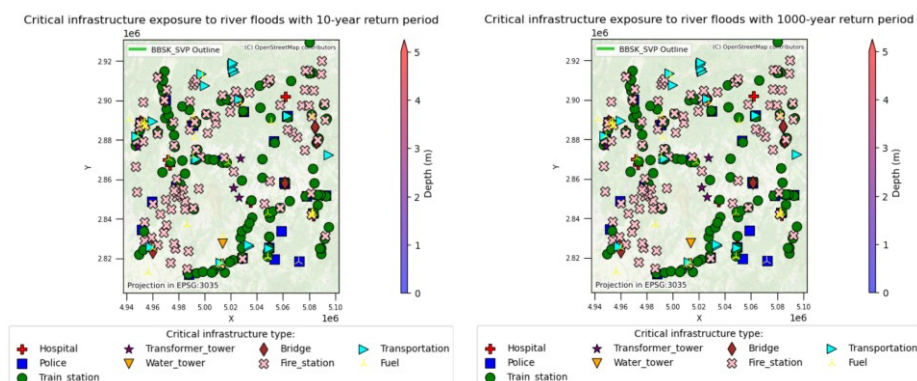 Critical infrastructure exposure to river floods with 10-year return period
1e6
BBSK_SVP Outline
(C) OpenStreetMap contributors
2.92
2.90
2.88
2.86
2.84
2.82
Y
Projection in EPSG:3035
4.94 4.96 4.98 5.00 5.02 5.04 5.06 5.08 5.10
X
1e6
5
4
3
2
1
0
Depth (m)
Critical infrastructure type:
Hospital Transformer_tower Bridge Transportation
Police Water_tower Fire_station Fuel
Train_station
Critical infrastructure exposure to river floods with 1000-year return period
1e6
BBSK_SVP Outline
(C) OpenStreetMap contributors
2.92
2.90
2.88
2.86
2.84
2.82
Y
Projection in EPSG:3035
4.94 4.96 4.98 5.00 5.02 5.04 5.06 5.08 5.10
X
1e6
5
4
3
2
1
0
Depth (m)
Critical infrastructure type:
Hospital Transformer_tower Bridge Transportation
Police Water_tower Fire_station Fuel
Train_station